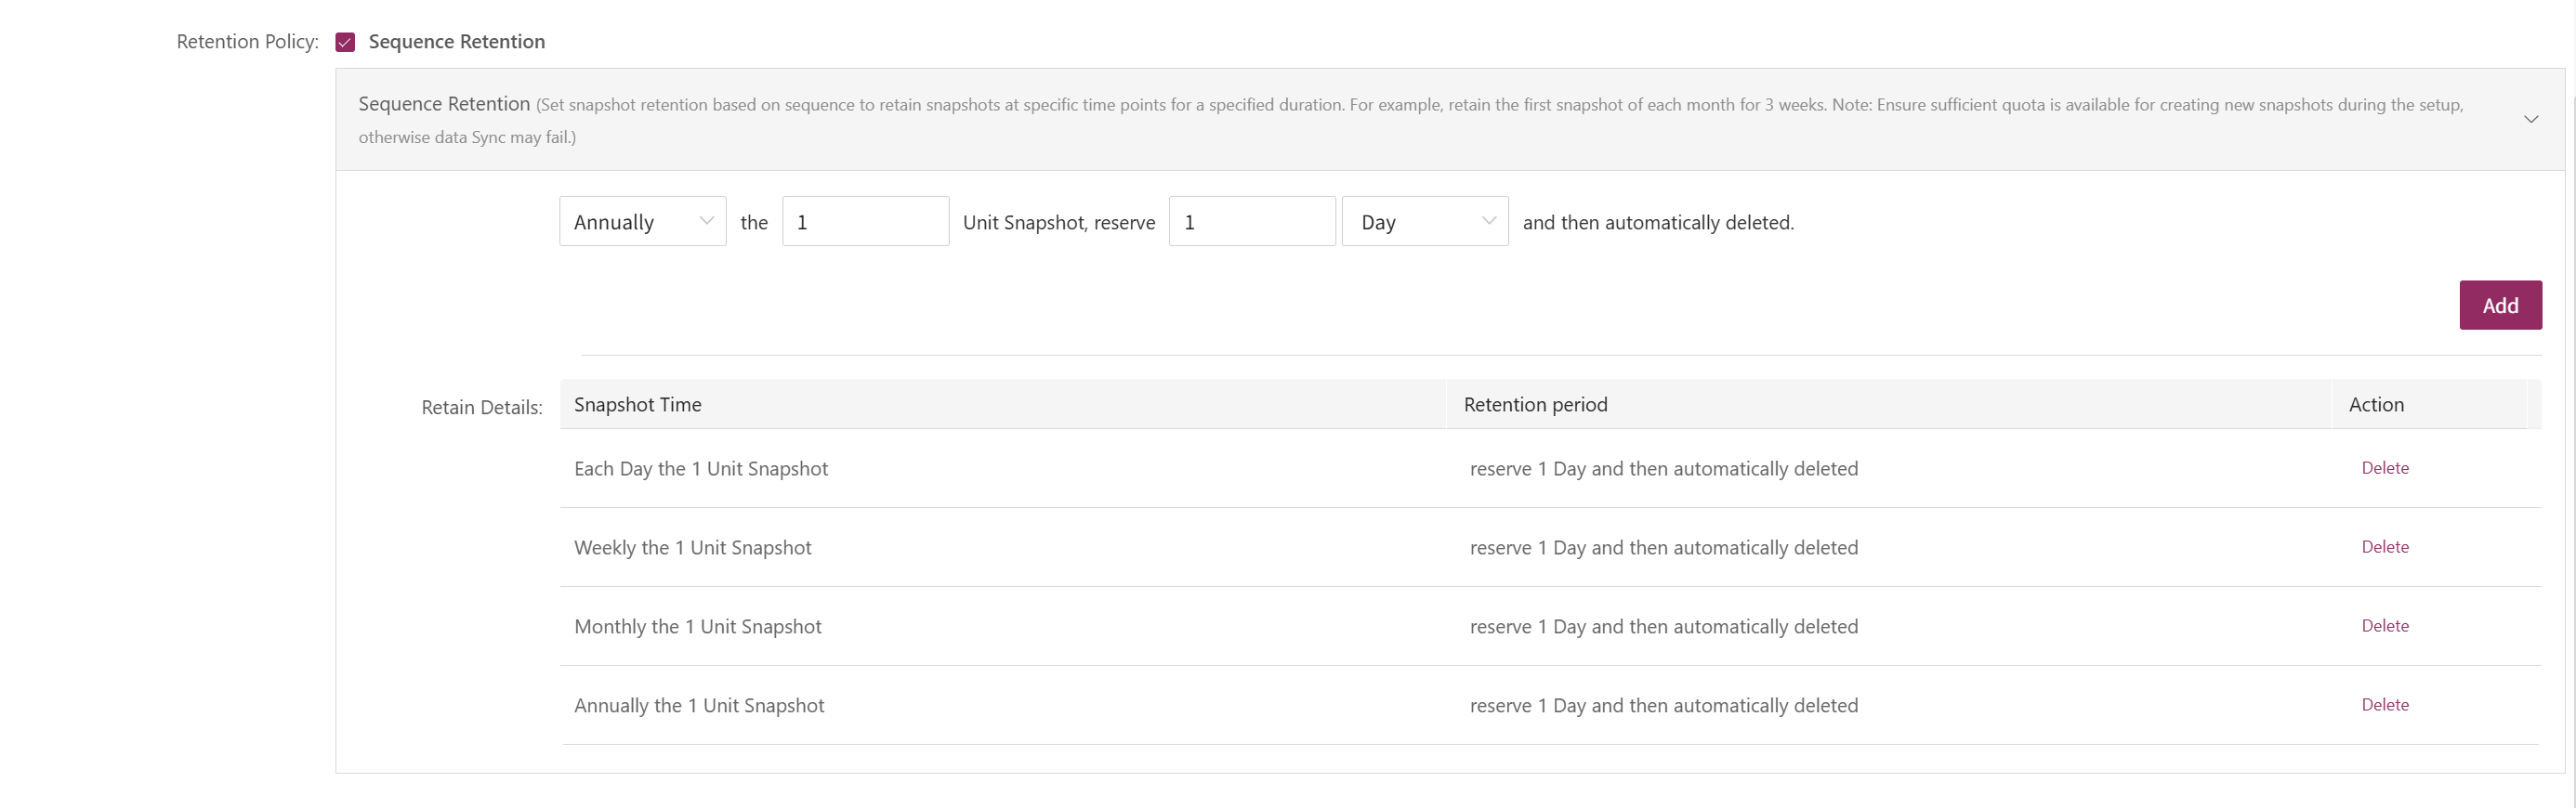 Retention Policy: Sequence Retention
Sequence Retention (Set snapshot retention based on sequence to retain snapshots at specific time points for a specified duration. For example, retain the first snapshot of each month for 3 weeks. Note: Ensure sufficient quota is available for creating new snapshots during the setup,
otherwise data Sync may fail.)
Annually the 1 Unit Snapshot, reserve 1 Day and then automatically deleted.
Add
Retain Details: Snapshot Time Retention period Action
Each Day the 1 Unit Snapshot reserve 1 Day and then automatically deleted Delete
Weekly the 1 Unit Snapshot reserve 1 Day and then automatically deleted Delete
Monthly the 1 Unit Snapshot reserve 1 Day and then automatically deleted Delete
Annually the 1 Unit Snapshot reserve 1 Day and then automatically deleted Delete